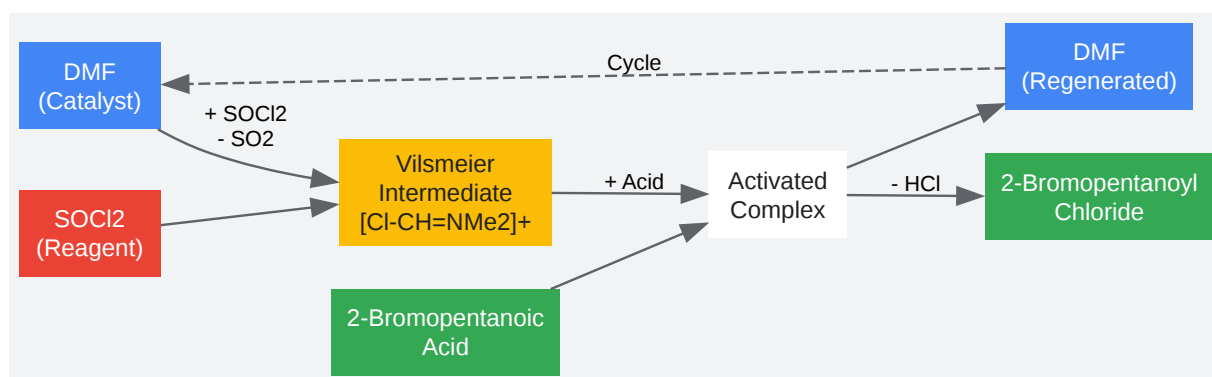 DMF
(Catalyst)
Cycle
DMF
(Regenerated)
+ SOCl2
- SO2
SOCl2
(Reagent)
Vilsmeier
Intermediate
[Cl-CH=NMe2]+
+ Acid
Activated
Complex
- HCl
2-Bromopentanoyl
Chloride
2-Bromopentanoic
Acid